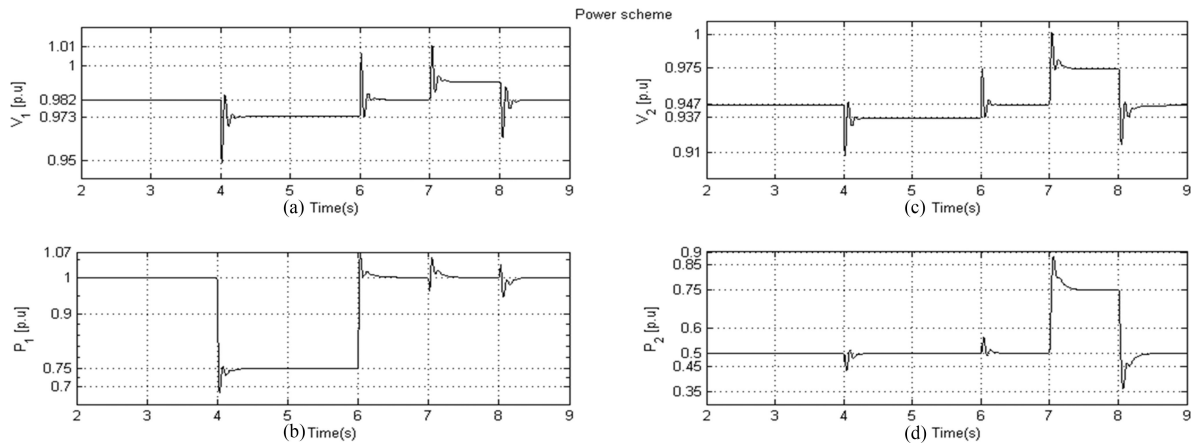 Power scheme
V1 [p.u]
1.01
1
0.982
0.973
0.95
2 3 4 5 6 7 8 9
(a) Time(s)
V2 [p.u]
1
0.975
0.947
0.937
0.91
2 3 4 5 6 7 8 9
(c) Time(s)
P1 [p.u]
1.07
1
0.9
0.75
0.7
2 3 4 5 6 7 8 9
(b) Time(s)
P2 [p.u]
0.9
0.85
0.75
0.6
0.5
0.45
0.35
2 3 4 5 6 7 8 9
(d) Time(s)